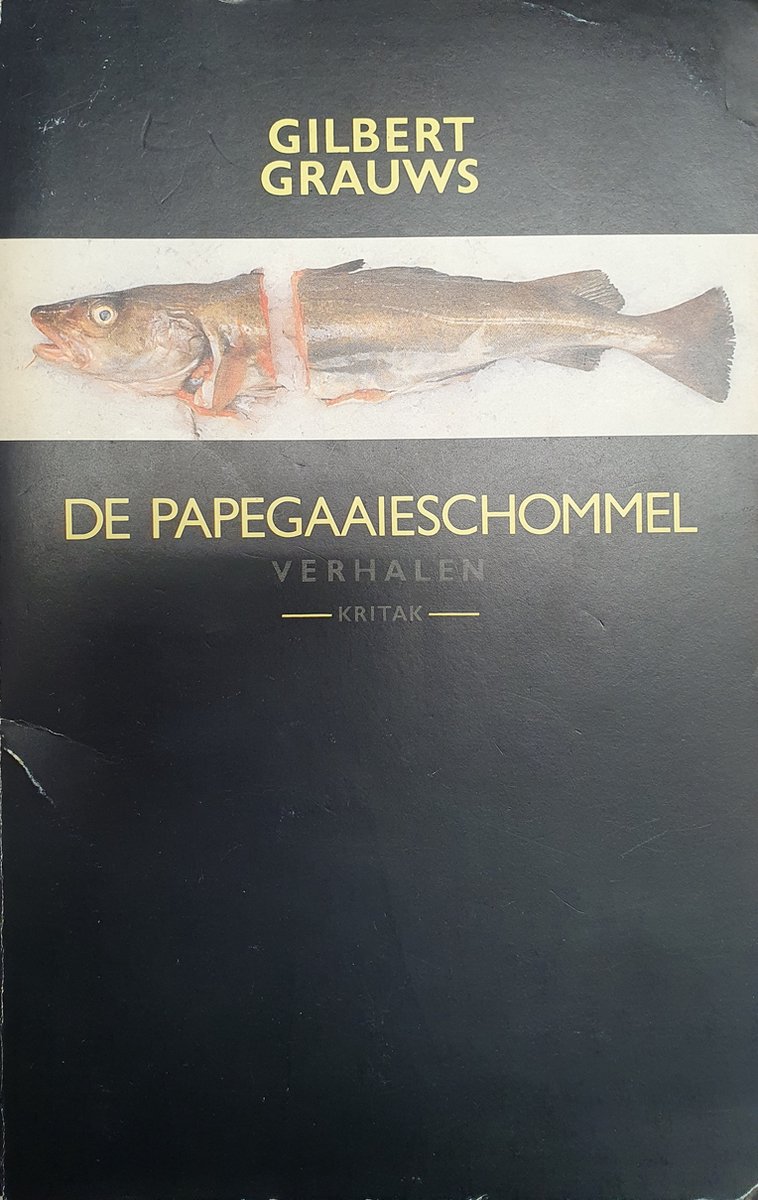 GILBERT
GRAUWS
DE PAPEGAAIESCHOMMEL
VERHALEN
KRITAK